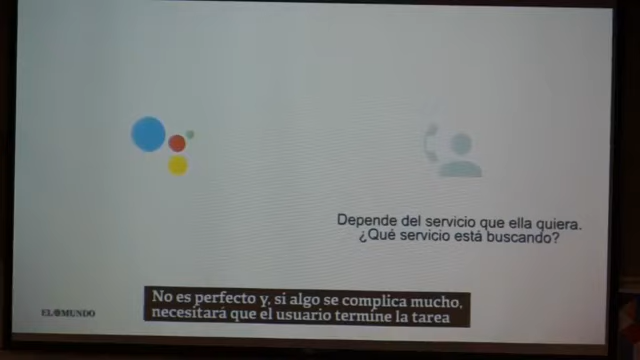 Depende del servicio que ella quiera.
¿Qué servicio está buscando?
No es perfecto y, si algo se complica mucho,
necesitará que el usuario termine la tarea
EL MUNDO